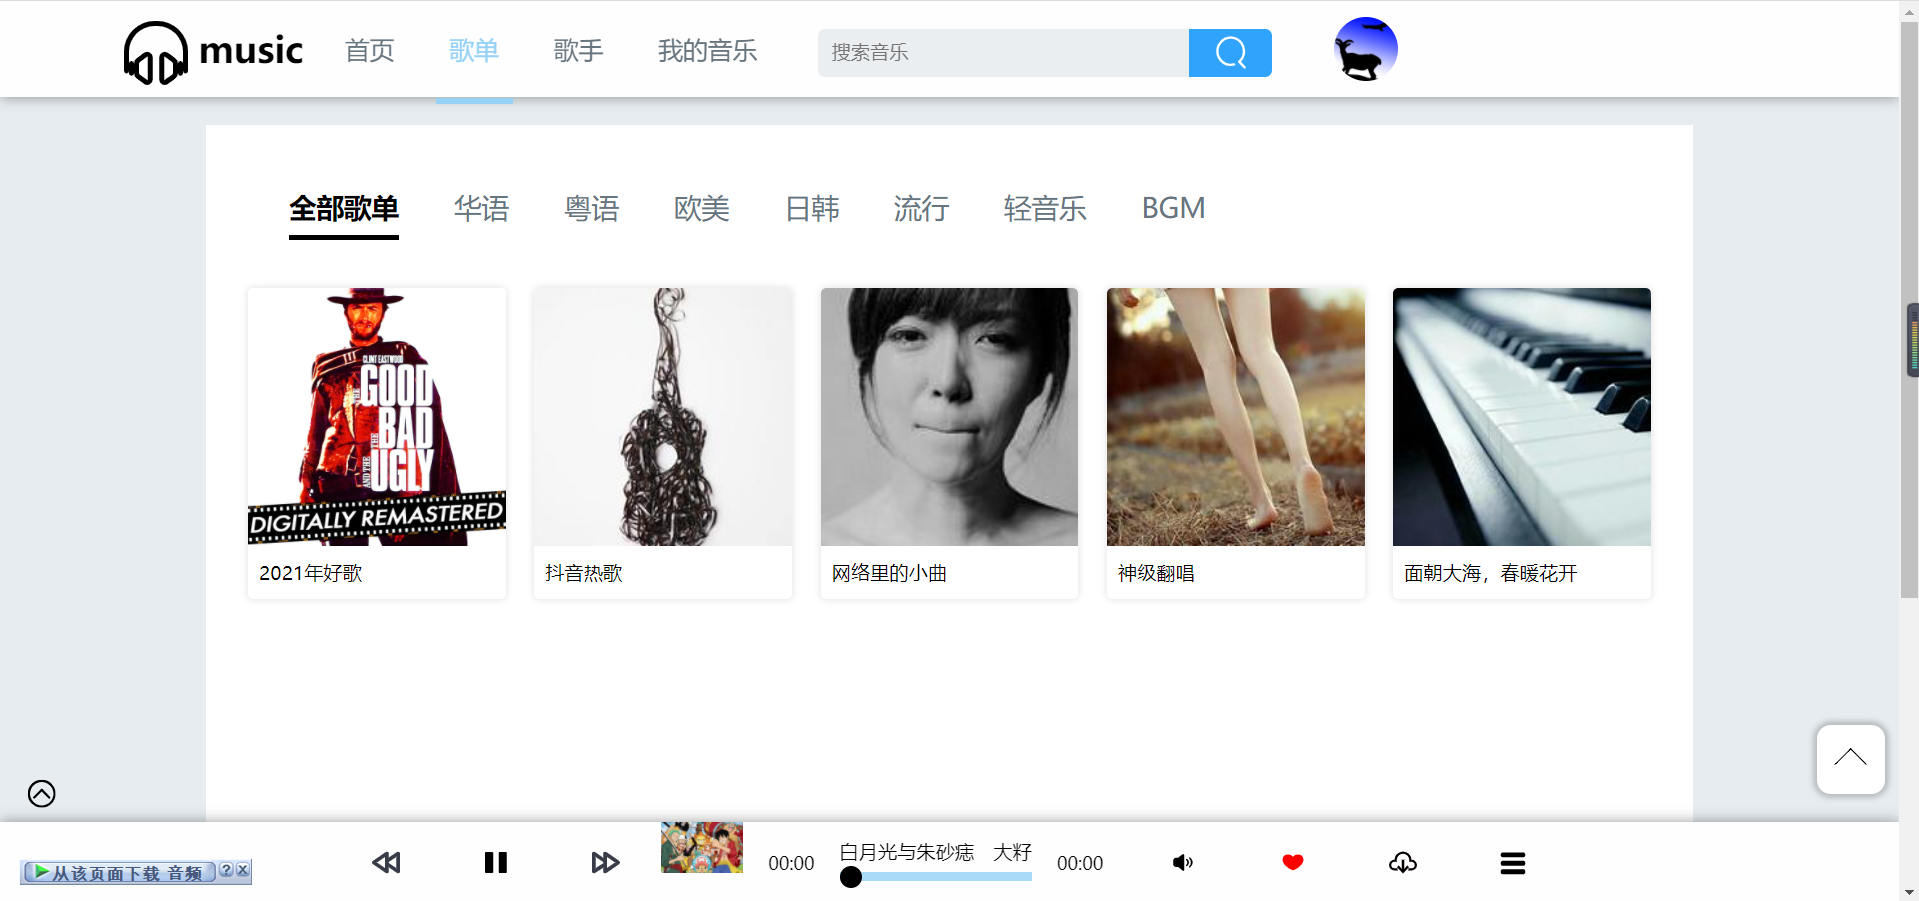 music 首页 歌单 歌手 我的音乐 搜索音乐
全部歌单 华语 粤语 欧美 日韩 流行 轻音乐 BGM
CLINT EASTWOOD
THE GOOD
THE BAD
AND THE UGLY
DIGITALLY REMASTERED
2021年好歌 抖音热歌 网络里的小曲 神级翻唱 面朝大海，春暖花开
00:00 白月光与朱砂痣 大籽 00:00
从该页面下载 音频 ? X